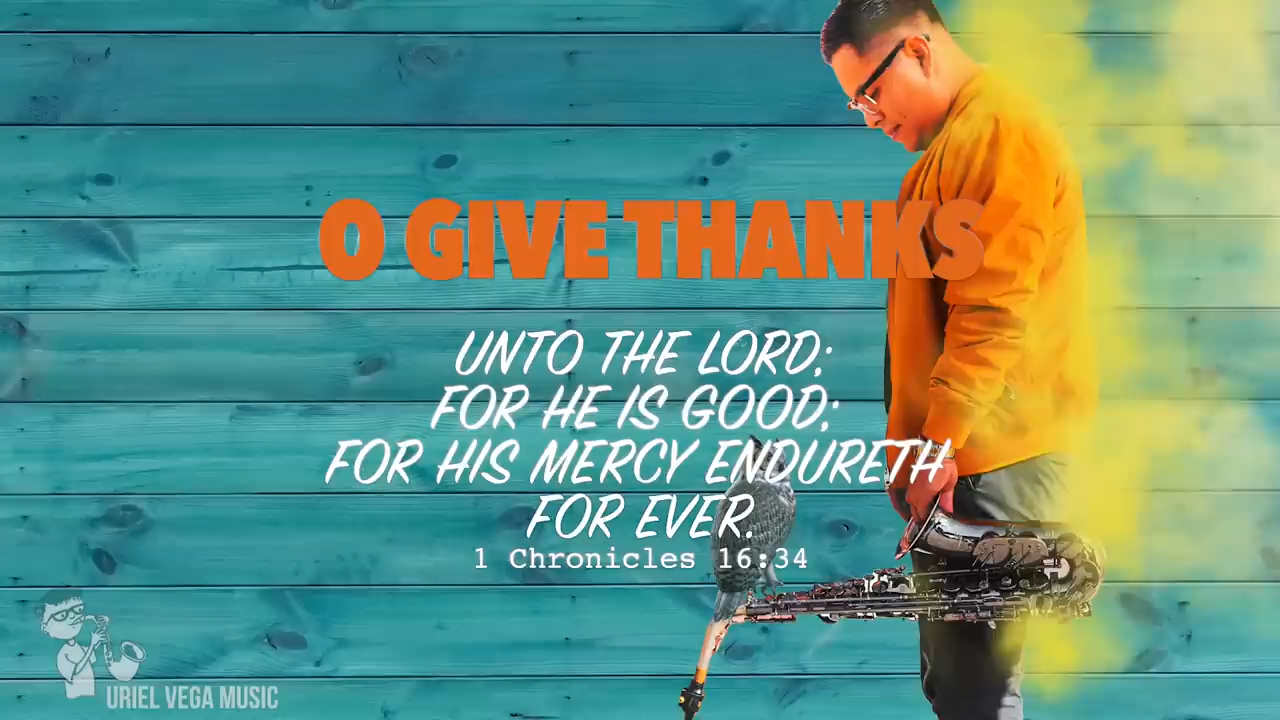 O GIVE THANKS
UNTO THE LORD;
FOR HE IS GOOD;
FOR HIS MERCY ENDURETH
FOR EVER.
1 Chronicles 16:34
URIEL VEGA MUSIC